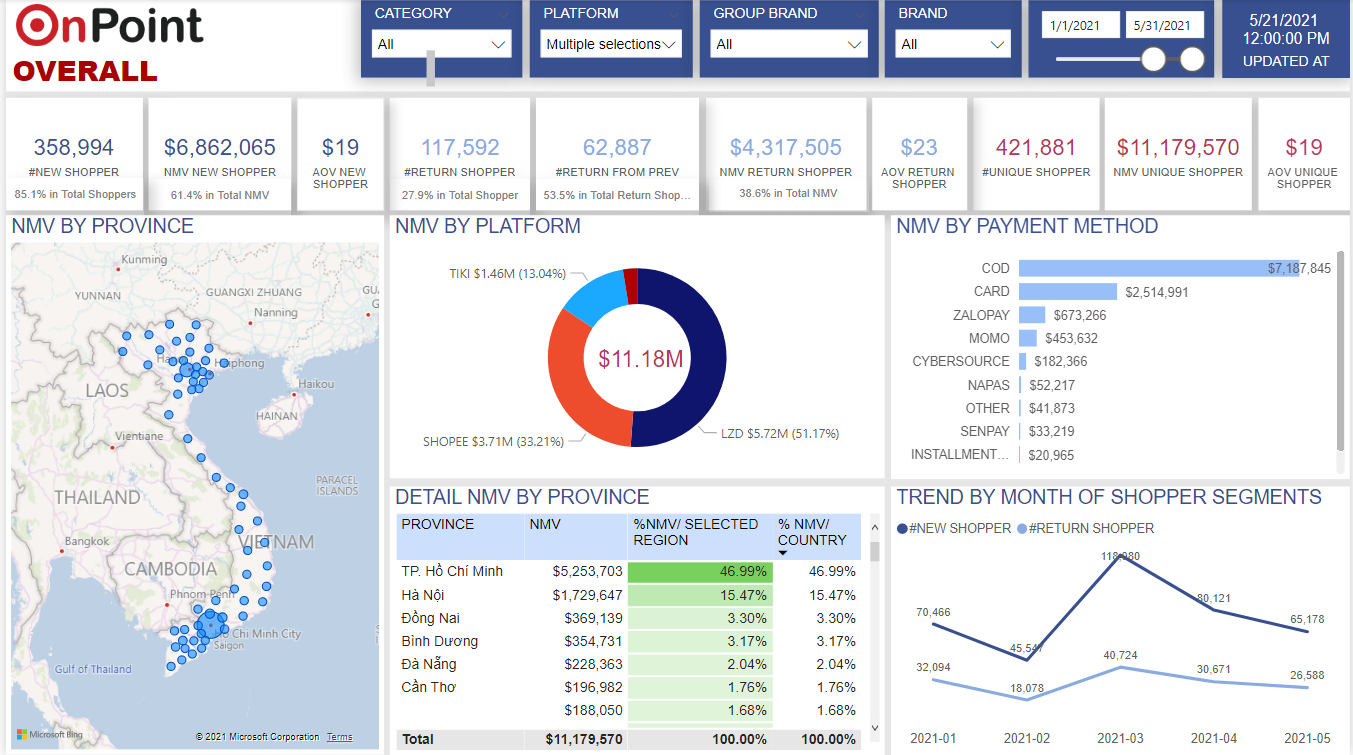 OnPoint
OVERALL
CATEGORY
All
PLATFORM
Multiple selections
GROUP BRAND
All
BRAND
All
1/1/2021
5/31/2021
5/21/2021
12:00:00 PM
UPDATED AT
358,994
#NEW SHOPPER
85.1% in Total Shoppers
$6,862,065
NMV NEW SHOPPER
61.4% in Total NMV
$19
AOV NEW
SHOPPER
117,592
#RETURN SHOPPER
27.9% in Total Shopper
62,887
#RETURN FROM PREV
53.5% in Total Return Shop...
$4,317,505
NMV RETURN SHOPPER
38.6% in Total NMV
$23
AOV RETURN
SHOPPER
421,881
#UNIQUE SHOPPER
$11,179,570
NMV UNIQUE SHOPPER
$19
AOV UNIQUE
SHOPPER
NMV BY PROVINCE
Kunming
YUNNAN
GUANGXI ZHUANG
GU
Nanning
Haiphong
LAOS
Haikou
HAINAN
Vientiane
PARACEL
ISLANDS
THAILAND
Bangkok
VIETNAM
CAMBODIA
Phnom Penh
Chi Minh City
Saigon
Gulf of Thailand
Microsoft Bing
© 2021 Microsoft Corporation Terms
NMV BY PLATFORM
TIKI $1.46M (13.04%)
$11.18M
SHOPEE $3.71M (33.21%)
LZD $5.72M (51.17%)
NMV BY PAYMENT METHOD
COD $7,187,845
CARD $2,514,991
ZALOPAY $673,266
MOMO $453,632
CYBERSOURCE $182,366
NAPAS $52,217
OTHER $41,873
SENPAY $33,219
INSTALLMENT... $20,965
DETAIL NMV BY PROVINCE
PROVINCE NMV %NMV/ SELECTED REGION % NMV/ COUNTRY
TP. Hồ Chí Minh $5,253,703 46.99% 46.99%
Hà Nội $1,729,647 15.47% 15.47%
Đồng Nai $369,139 3.30% 3.30%
Bình Dương $354,731 3.17% 3.17%
Đà Nẵng $228,363 2.04% 2.04%
Cần Thơ $196,982 1.76% 1.76%
$188,050 1.68% 1.68%
Total $11,179,570 100.00% 100.00%
TREND BY MONTH OF SHOPPER SEGMENTS
#NEW SHOPPER #RETURN SHOPPER
70,466
45,547
118,980
80,121
65,178
32,094
18,078
40,724
30,671
26,588
2021-01 2021-02 2021-03 2021-04 2021-05